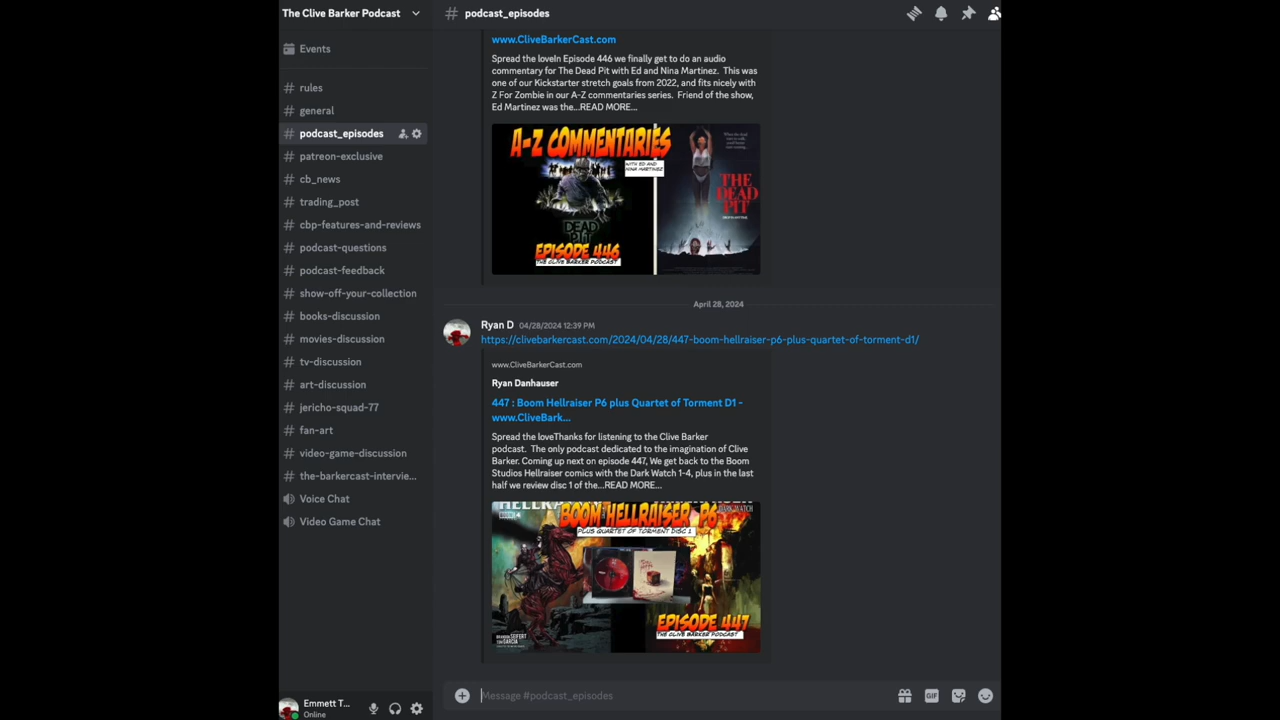 The Clive Barker Podcast
Events
rules
general
podcast_episodes
patreon-exclusive
cb_news
trading_post
cbp-features-and-reviews
podcast-questions
podcast-feedback
show-off-your-collection
books-discussion
movies-discussion
tv-discussion
art-discussion
jericho-squad-77
fan-art
video-game-discussion
the-barkercast-intervie...
Voice Chat
Video Game Chat
Emmett T...
Online
# podcast_episodes
www.CliveBarkerCast.com
Spread the loveIn Episode 446 we finally get to do an audio
commentary for The Dead Pit with Ed and Nina Martinez.  This was
one of our Kickstarter stretch goals from 2022, and fits nicely with
Z For Zombie in our A-Z commentaries series.  Friend of the show,
Ed Martinez was the...READ MORE...
A-Z COMMENTARIES
WITH ED AND
NINA MARTINEZ
DEAD
PIT
EPISODE 446
THE CLIVE BARKER PODCAST
THE
DEAD
PIT
April 28, 2024
Ryan D 04/28/2024 12:39 PM
https://clivebarkercast.com/2024/04/28/447-boom-hellraiser-p6-plus-quartet-of-torment-d1/
www.CliveBarkerCast.com
Ryan Danhauser
447 : Boom Hellraiser P6 plus Quartet of Torment D1 -
www.CliveBark...
Spread the loveThanks for listening to the Clive Barker
podcast.  The only podcast dedicated to the imagination of Clive
Barker. Coming up next on episode 447, We get back to the Boom
Studios Hellraiser comics with the Dark Watch 1-4, plus in the last
half we review disc 1 of the...READ MORE...
BOOM HELLRAISER P6
PLUS QUARTET OF TORMENT DISC 1
DARK WATCH
BRANDON SEIFERT
TOM GARCIA
EPISODE 447
THE CLIVE BARKER PODCAST
Message #podcast_episodes
GIF